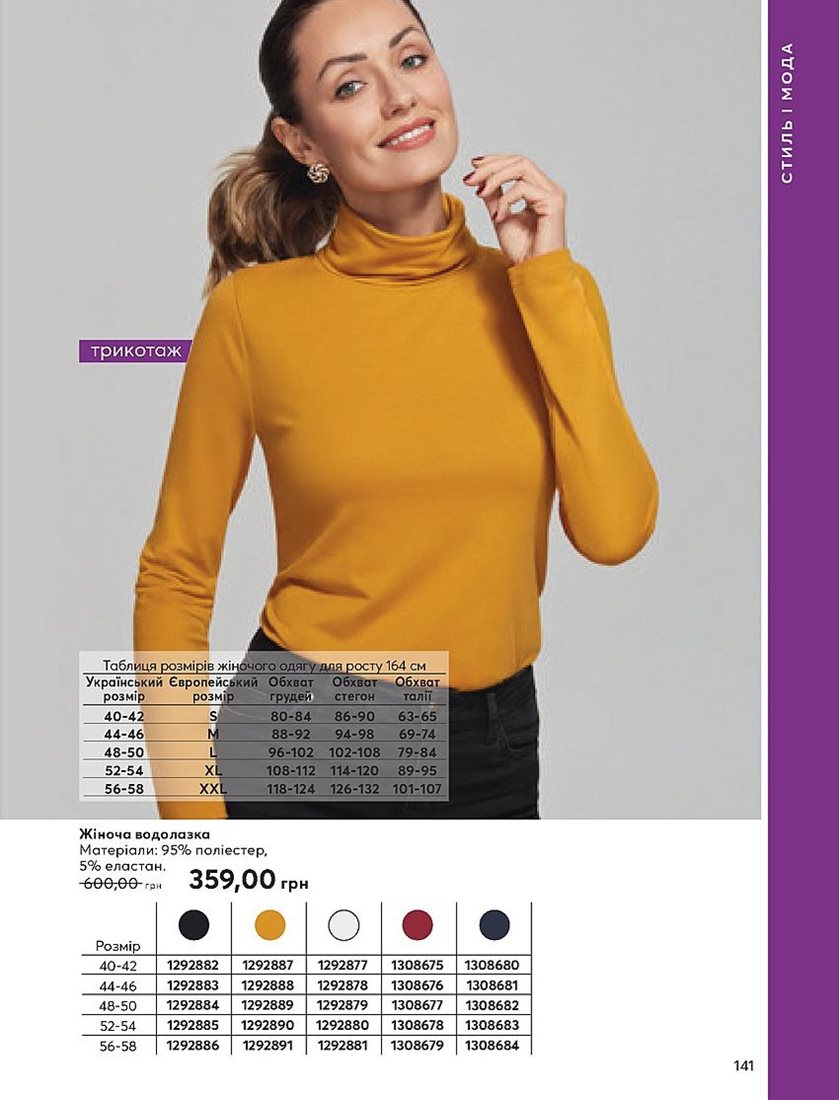 СТИЛЬ І МОДА
трикотаж
Таблиця розмірів жіночого одягу для росту 164 см
Український розмір Європейський розмір Обхват грудей Обхват стегон Обхват талії
40-42 S 80-84 86-90 63-65
44-46 M 88-92 94-98 69-74
48-50 L 96-102 102-108 79-84
52-54 XL 108-112 114-120 89-95
56-58 XXL 118-124 126-132 101-107
Жіноча водолазка
Матеріали: 95% поліестер,
5% еластан.
600,00 грн 359,00 грн
Розмір
40-42 1292882 1292887 1292877 1308675 1308680
44-46 1292883 1292888 1292878 1308676 1308681
48-50 1292884 1292889 1292879 1308677 1308682
52-54 1292885 1292890 1292880 1308678 1308683
56-58 1292886 1292891 1292881 1308679 1308684
141